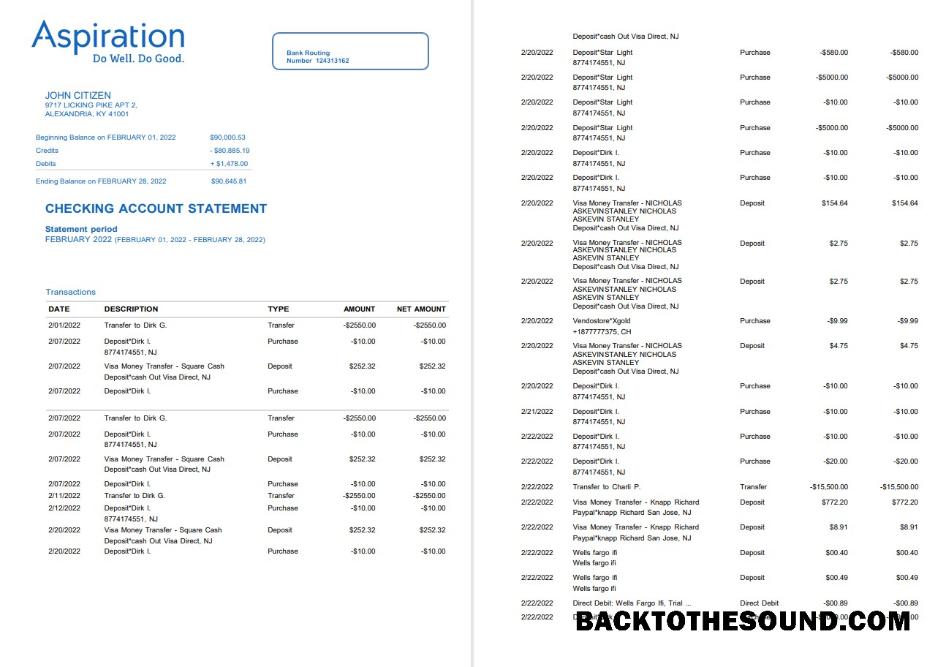 Aspiration
Do Well. Do Good.
Bank Routing
Number 124313162
JOHN CITIZEN
9717 LICKING PIKE APT 2,
ALEXANDRIA, KY 41001
Beginning Balance on FEBRUARY 01, 2022 $90,000.53
Credits - $80,885.19
Debits + $1,478.00
Ending Balance on FEBRUARY 28, 2022 $90,645.81
CHECKING ACCOUNT STATEMENT
Statement period
FEBRUARY 2022 (FEBRUARY 01, 2022 - FEBRUARY 28, 2022)
Transactions
DATE DESCRIPTION TYPE AMOUNT NET AMOUNT
2/01/2022 Transfer to Dirk G. Transfer -$2550.00 -$2550.00
2/07/2022 Deposit*Dirk I. Purchase -$10.00 -$10.00
8774174551, NJ
2/07/2022 Visa Money Transfer - Square Cash Deposit $252.32 $252.32
Deposit*cash Out Visa Direct, NJ
2/07/2022 Deposit*Dirk I. Purchase -$10.00 -$10.00
2/07/2022 Transfer to Dirk G. Transfer -$2550.00 -$2550.00
2/07/2022 Deposit*Dirk I. Purchase -$10.00 -$10.00
8774174551, NJ
2/07/2022 Visa Money Transfer - Square Cash Deposit $252.32 $252.32
Deposit*cash Out Visa Direct, NJ
2/07/2022 Deposit*Dirk I. Purchase -$10.00 -$10.00
2/11/2022 Transfer to Dirk G. Transfer -$2550.00 -$2550.00
2/12/2022 Deposit*Dirk I. Purchase -$10.00 -$10.00
8774174551, NJ
2/20/2022 Visa Money Transfer - Square Cash Deposit $252.32 $252.32
Deposit*cash Out Visa Direct, NJ
2/20/2022 Deposit*Dirk I. Purchase -$10.00 -$10.00
Deposit*cash Out Visa Direct, NJ
2/20/2022 Deposit*Star Light Purchase -$580.00 -$580.00
8774174551, NJ
2/20/2022 Deposit*Star Light Purchase -$5000.00 -$5000.00
8774174551, NJ
2/20/2022 Deposit*Star Light Purchase -$10.00 -$10.00
8774174551, NJ
2/20/2022 Deposit*Star Light Purchase -$5000.00 -$5000.00
8774174551, NJ
2/20/2022 Deposit*Dirk I. Purchase -$10.00 -$10.00
8774174551, NJ
2/20/2022 Deposit*Dirk I. Purchase -$10.00 -$10.00
8774174551, NJ
2/20/2022 Visa Money Transfer - NICHOLAS Deposit $154.64 $154.64
ASKEVINSTANLEY NICHOLAS
ASKEVIN STANLEY
Deposit*cash Out Visa Direct, NJ
2/20/2022 Visa Money Transfer - NICHOLAS Deposit $2.75 $2.75
ASKEVINSTANLEY NICHOLAS
ASKEVIN STANLEY
Deposit*cash Out Visa Direct, NJ
2/20/2022 Visa Money Transfer - NICHOLAS Deposit $2.75 $2.75
ASKEVINSTANLEY NICHOLAS
ASKEVIN STANLEY
Deposit*cash Out Visa Direct, NJ
2/20/2022 Vendostore*Xgold Purchase -$9.99 -$9.99
+1877777375, CH
2/20/2022 Visa Money Transfer - NICHOLAS Deposit $4.75 $4.75
ASKEVINSTANLEY NICHOLAS
ASKEVIN STANLEY
Deposit*cash Out Visa Direct, NJ
2/20/2022 Deposit*Dirk I. Purchase -$10.00 -$10.00
8774174551, NJ
2/21/2022 Deposit*Dirk I. Purchase -$10.00 -$10.00
8774174551, NJ
2/22/2022 Deposit*Dirk I. Purchase -$10.00 -$10.00
8774174551, NJ
2/22/2022 Deposit*Dirk I. Purchase -$20.00 -$20.00
8774174551, NJ
2/22/2022 Transfer to Charli P. Transfer -$15,500.00 -$15,500.00
2/22/2022 Visa Money Transfer - Knapp Richard Deposit $772.20 $772.20
Paypal*knapp Richard San Jose, NJ
2/22/2022 Visa Money Transfer - Knapp Richard Deposit $8.91 $8.91
Paypal*knapp Richard San Jose, NJ
2/22/2022 Wells fargo ifi Deposit $00.40 $00.40
Wells fargo ifi
2/22/2022 Wells fargo ifi Deposit $00.49 $00.49
Wells fargo ifi
2/22/2022 Direct Debit: Wells Fargo Ifi, Trial ... Direct Debit -$00.89 -$00.89
2/22/2022
BACKTOTHESOUND.COM